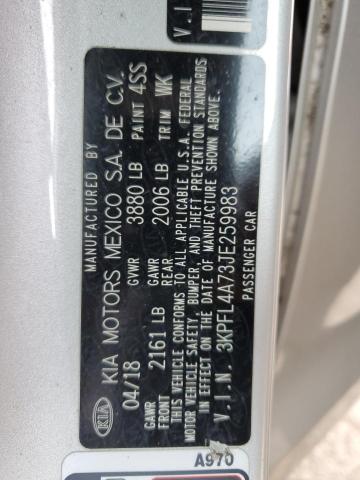 MANUFACTURED BY
KIA KIA MOTORS MEXICO S.A. DE C.V.
04/18 GVWR 3880 LB PAINT 4SS
GAWR FRONT 2161 LB GAWR REAR 2006 LB TRIM WK
THIS VEHICLE CONFORMS TO ALL APPLICABLE U.S.A. FEDERAL
MOTOR VEHICLE SAFETY, BUMPER, AND THEFT PREVENTION STANDARDS
IN EFFECT ON THE DATE OF MANUFACTURE SHOWN ABOVE.
V.I.N. 3KPFL4A73JE259983
PASSENGER CAR
V.I
A970